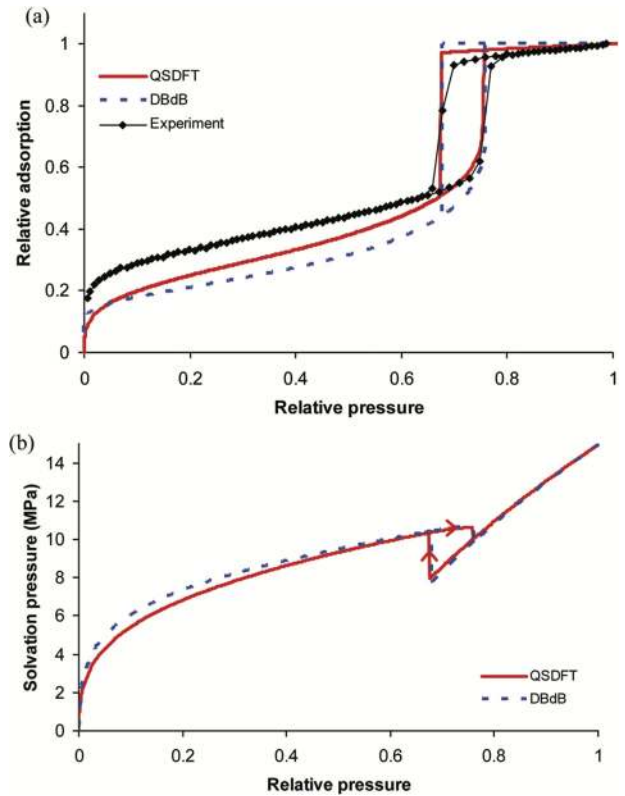 (a)
1
0.8
0.6
0.4
0.2
0
Relative adsorption
QSDFT
DBdB
Experiment
0 0.2 0.4 0.6 0.8 1
Relative pressure
(b)
14
12
10
8
6
4
2
0
Solvation pressure (MPa)
QSDFT
DBdB
0 0.2 0.4 0.6 0.8 1
Relative pressure